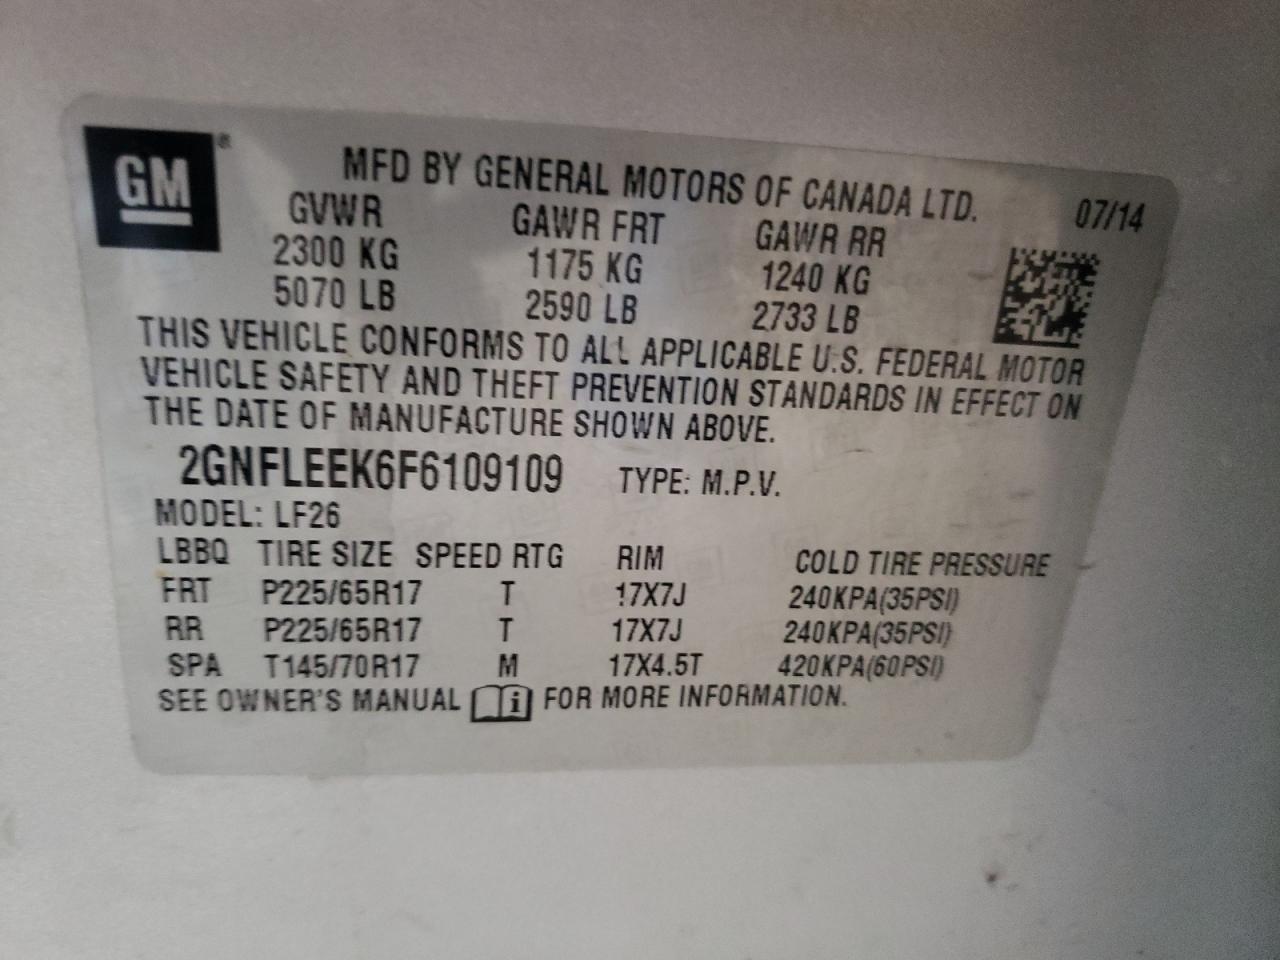 GM ®
MFD BY GENERAL MOTORS OF CANADA LTD. 07/14
GVWR GAWR FRT GAWR RR
2300 KG 1175 KG 1240 KG
5070 LB 2590 LB 2733 LB
THIS VEHICLE CONFORMS TO ALL APPLICABLE U.S. FEDERAL MOTOR
VEHICLE SAFETY AND THEFT PREVENTION STANDARDS IN EFFECT ON
THE DATE OF MANUFACTURE SHOWN ABOVE.
2GNFLEEK6F6109109 TYPE: M.P.V.
MODEL: LF26
LBBQ TIRE SIZE SPEED RTG RIM COLD TIRE PRESSURE
FRT P225/65R17 T 17X7J 240KPA(35PSI)
RR P225/65R17 T 17X7J 240KPA(35PSI)
SPA T145/70R17 M 17X4.5T 420KPA(60PSI)
SEE OWNER'S MANUAL i FOR MORE INFORMATION.